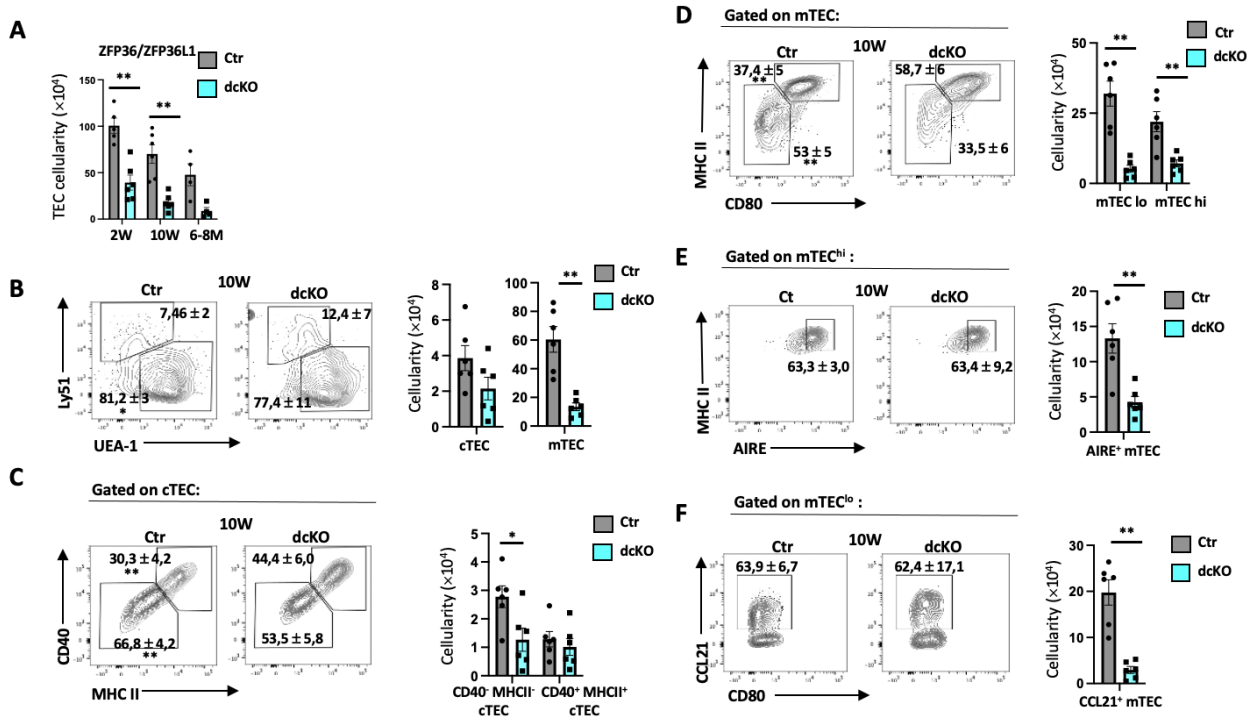 A
ZFP36/ZFP36L1
Ctr
dcKO
TEC cellularity (×10⁴)
150
100
50
0
**
**
2W
10W
6-8M
B
10W
Ctr
dcKO
7,46 ± 2
12,4 ± 7
81,2 ± 3
*
77,4 ± 11
Ly51
UEA-1
Cellularity (×10⁴)
8
6
4
2
0
cTEC
100
80
60
40
20
0
**
mTEC
Ctr
dcKO
C
Gated on cTEC:
10W
Ctr
dcKO
30,3 ± 4,2
**
44,4 ± 6,0
66,8 ± 4,2
**
53,5 ± 5,8
CD40
MHC II
Cellularity (×10⁴)
5
4
3
2
1
0
*
CD40⁻ MHCII⁻ CD40⁺ MHCII⁺
cTEC cTEC
Ctr
dcKO
D
Gated on mTEC:
Ctr 10W dcKO
37,4 ± 5
**
58,7 ± 6
53 ± 5
**
33,5 ± 6
MHC II
CD80
Cellularity (×10⁴)
50
25
0
**
**
mTEC lo mTEC hi
Ctr
dcKO
E
Gated on mTECʰⁱ :
10W
Ct dcKO
63,3 ± 3,0
63,4 ± 9,2
MHC II
AIRE
Cellularity (×10⁴)
20
15
10
5
0
**
AIRE⁺ mTEC
Ctr
dcKO
F
Gated on mTECˡᵒ :
Ctr 10W dcKO
63,9 ± 6,7
62,4 ± 17,1
CCL21
CD80
Cellularity (×10⁴)
30
20
10
0
**
CCL21⁺ mTEC
Ctr
dcKO